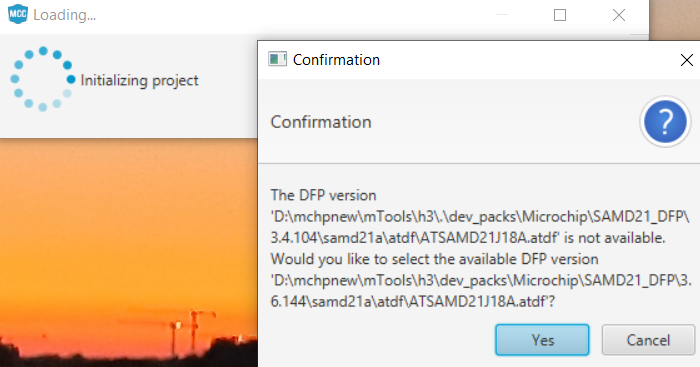 MCC Loading...
Initializing project
Confirmation
Confirmation
?
The DFP version
'D:\mchpnew\mTools\h3\.\dev_packs\Microchip\SAMD21_DFP\
3.4.104\samd21a\atdf\ATSAMD21J18A.atdf' is not available.
Would you like to select the available DFP version
'D:\mchpnew\mTools\h3\dev_packs\Microchip\SAMD21_DFP\3.
6.144\samd21a\atdf\ATSAMD21J18A.atdf'?
Yes Cancel